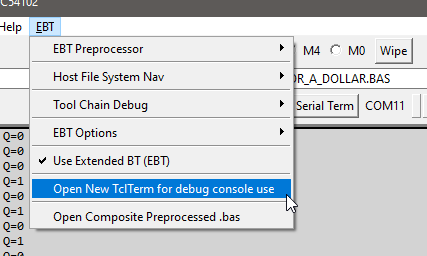 C54102
Help EBT
EBT Preprocessor
M4 M0 Wipe
Host File System Nav
OR_A_DOLLAR.BAS
Tool Chain Debug
Serial Term COM11
EBT Options
Q=0
Q=0
Use Extended BT (EBT)
Q=0
Q=1
Open New TclTerm for debug console use
Q=0
Q=1
Open Composite Preprocessed .bas
Q=0
Q=1
Q=0